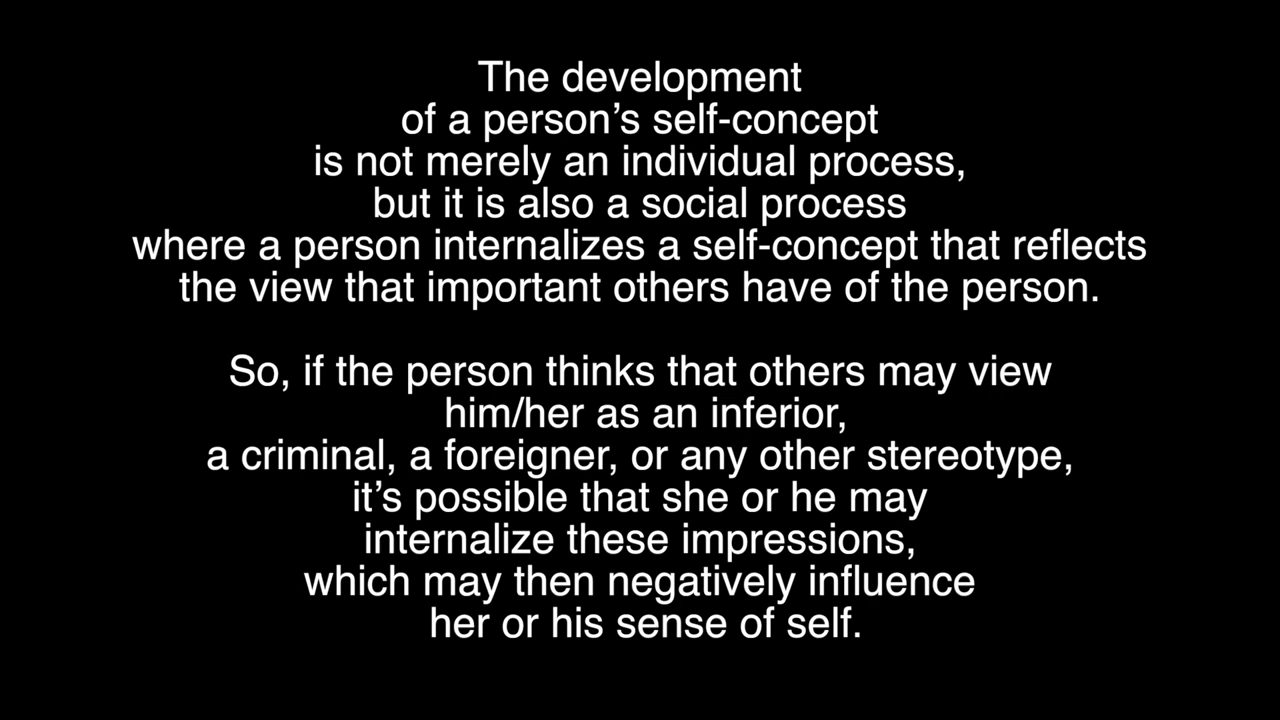 The development
of a person’s self-concept
is not merely an individual process,
but it is also a social process
where a person internalizes a self-concept that reflects
the view that important others have of the person.
So, if the person thinks that others may view
him/her as an inferior,
a criminal, a foreigner, or any other stereotype,
it’s possible that she or he may
internalize these impressions,
which may then negatively influence
her or his sense of self.